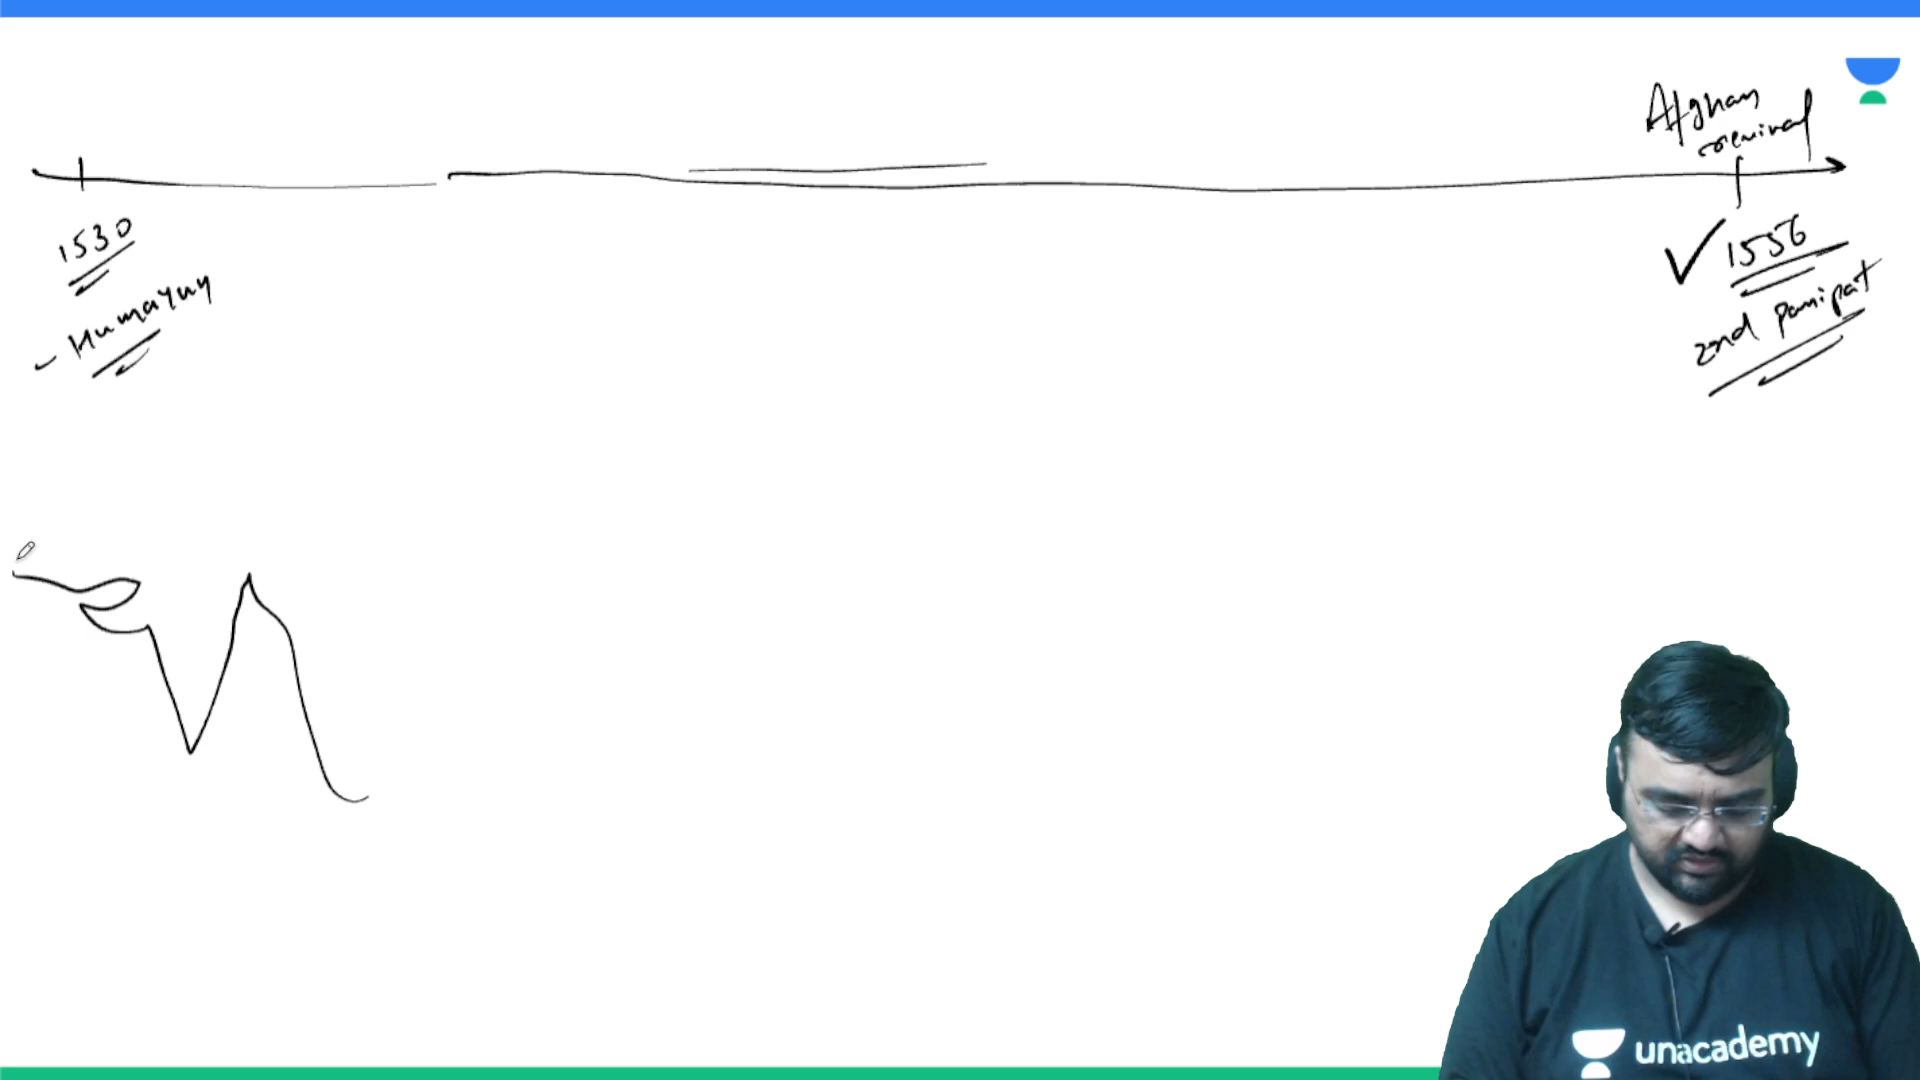 Afghan
revival
1530
- Humayun
✓ 1556
2nd panipat
unacademy